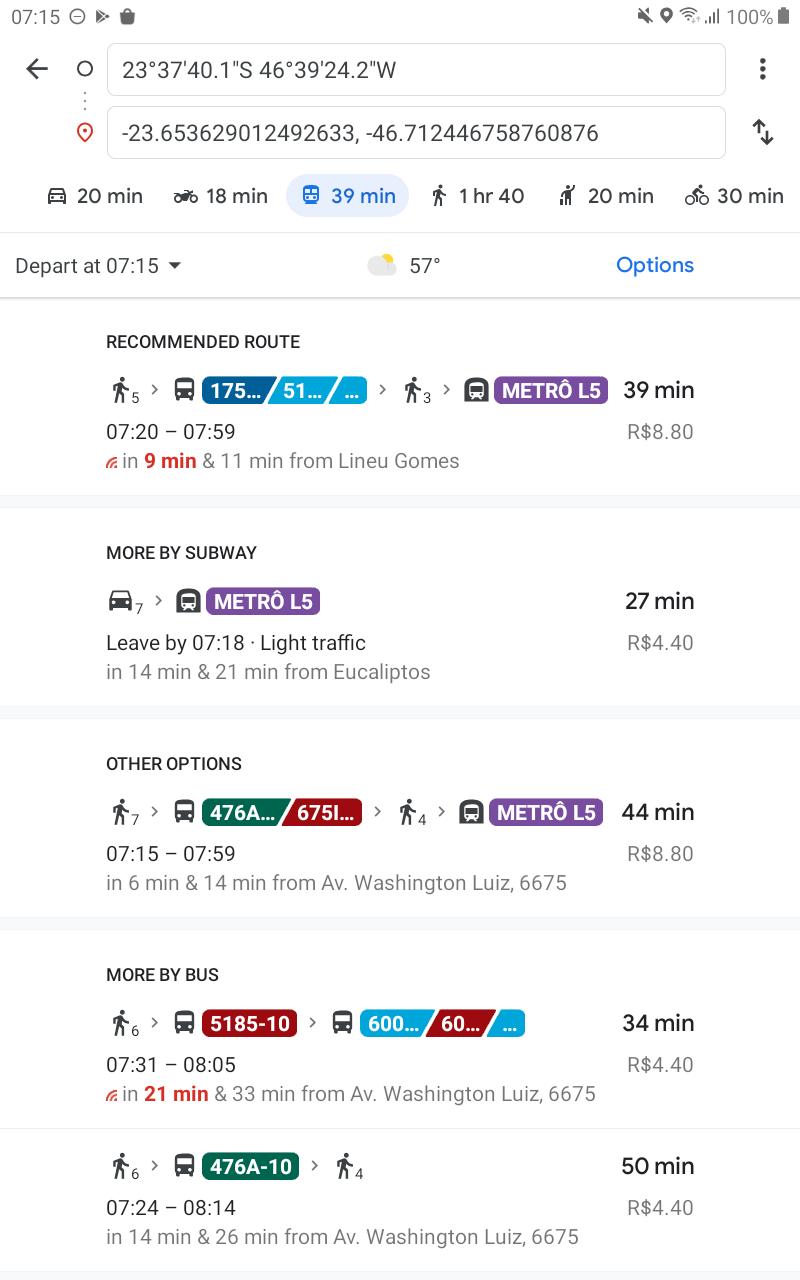 07:15 100%
23°37'40.1"S 46°39'24.2"W
-23.653629012492633, -46.712446758760876
20 min 18 min 39 min 1 hr 40 20 min 30 min
Depart at 07:15 57° Options
RECOMMENDED ROUTE
5 175... 51... ... 3 METRÔ L5 39 min
07:20 – 07:59 R$8.80
in 9 min & 11 min from Lineu Gomes
MORE BY SUBWAY
7 METRÔ L5 27 min
Leave by 07:18 · Light traffic R$4.40
in 14 min & 21 min from Eucaliptos
OTHER OPTIONS
7 476A... 675I... 4 METRÔ L5 44 min
07:15 – 07:59 R$8.80
in 6 min & 14 min from Av. Washington Luiz, 6675
MORE BY BUS
6 5185-10 600... 60... ... 34 min
07:31 – 08:05 R$4.40
in 21 min & 33 min from Av. Washington Luiz, 6675
6 476A-10 4 50 min
07:24 – 08:14 R$4.40
in 14 min & 26 min from Av. Washington Luiz, 6675